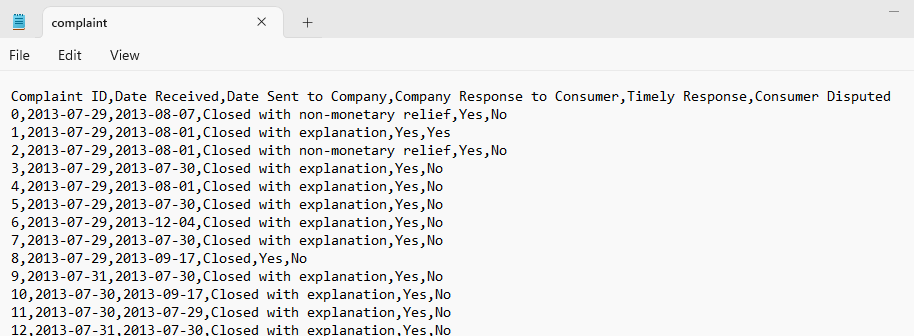 complaint
File Edit View
Complaint ID,Date Received,Date Sent to Company,Company Response to Consumer,Timely Response,Consumer Disputed
0,2013-07-29,2013-08-07,Closed with non-monetary relief,Yes,No
1,2013-07-29,2013-08-01,Closed with explanation,Yes,Yes
2,2013-07-29,2013-08-01,Closed with non-monetary relief,Yes,No
3,2013-07-29,2013-07-30,Closed with explanation,Yes,No
4,2013-07-29,2013-08-01,Closed with explanation,Yes,No
5,2013-07-29,2013-07-30,Closed with explanation,Yes,No
6,2013-07-29,2013-12-04,Closed with explanation,Yes,No
7,2013-07-29,2013-07-30,Closed with explanation,Yes,No
8,2013-07-29,2013-09-17,Closed,Yes,No
9,2013-07-31,2013-07-30,Closed with explanation,Yes,No
10,2013-07-30,2013-09-17,Closed with explanation,Yes,No
11,2013-07-30,2013-07-29,Closed with explanation,Yes,No
12,2013-07-31,2013-07-30,Closed with explanation,Yes,No